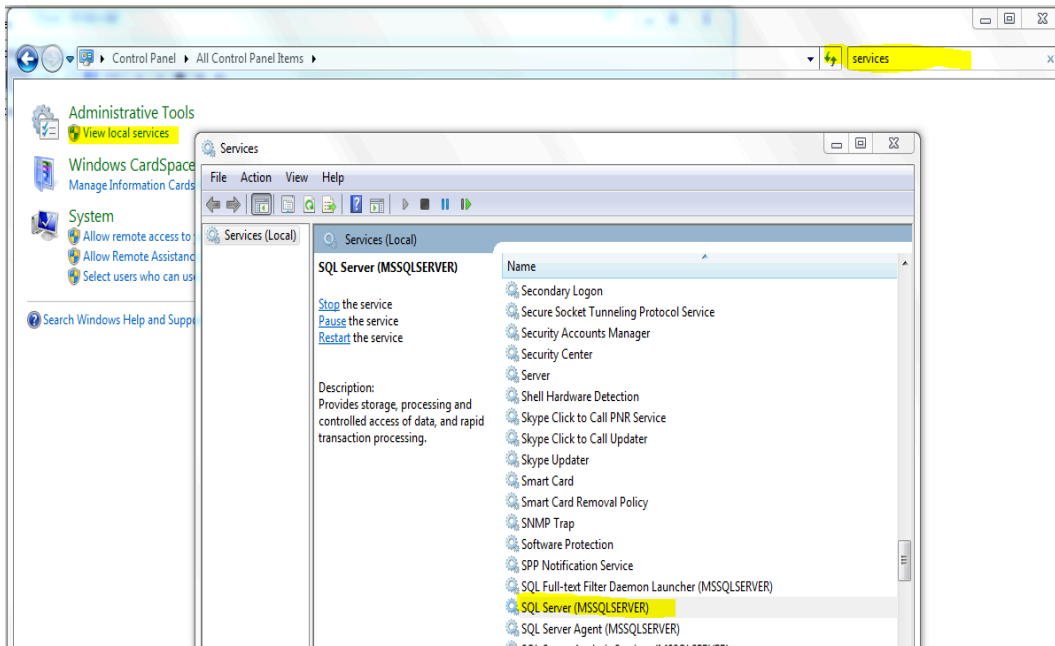 Control Panel ▸ All Control Panel Items ▸
services
x
Administrative Tools
View local services
Windows CardSpace
Manage Information Cards
System
Allow remote access to
Allow Remote Assistanc
Select users who can use
Search Windows Help and Suppo
Services
File Action View Help
Services (Local)
Services (Local)
SQL Server (MSSQLSERVER)
Stop the service
Pause the service
Restart the service
Description:
Provides storage, processing and
controlled access of data, and rapid
transaction processing.
Name
Secondary Logon
Secure Socket Tunneling Protocol Service
Security Accounts Manager
Security Center
Server
Shell Hardware Detection
Skype Click to Call PNR Service
Skype Click to Call Updater
Skype Updater
Smart Card
Smart Card Removal Policy
SNMP Trap
Software Protection
SPP Notification Service
SQL Full-text Filter Daemon Launcher (MSSQLSERVER)
SQL Server (MSSQLSERVER)
SQL Server Agent (MSSQLSERVER)